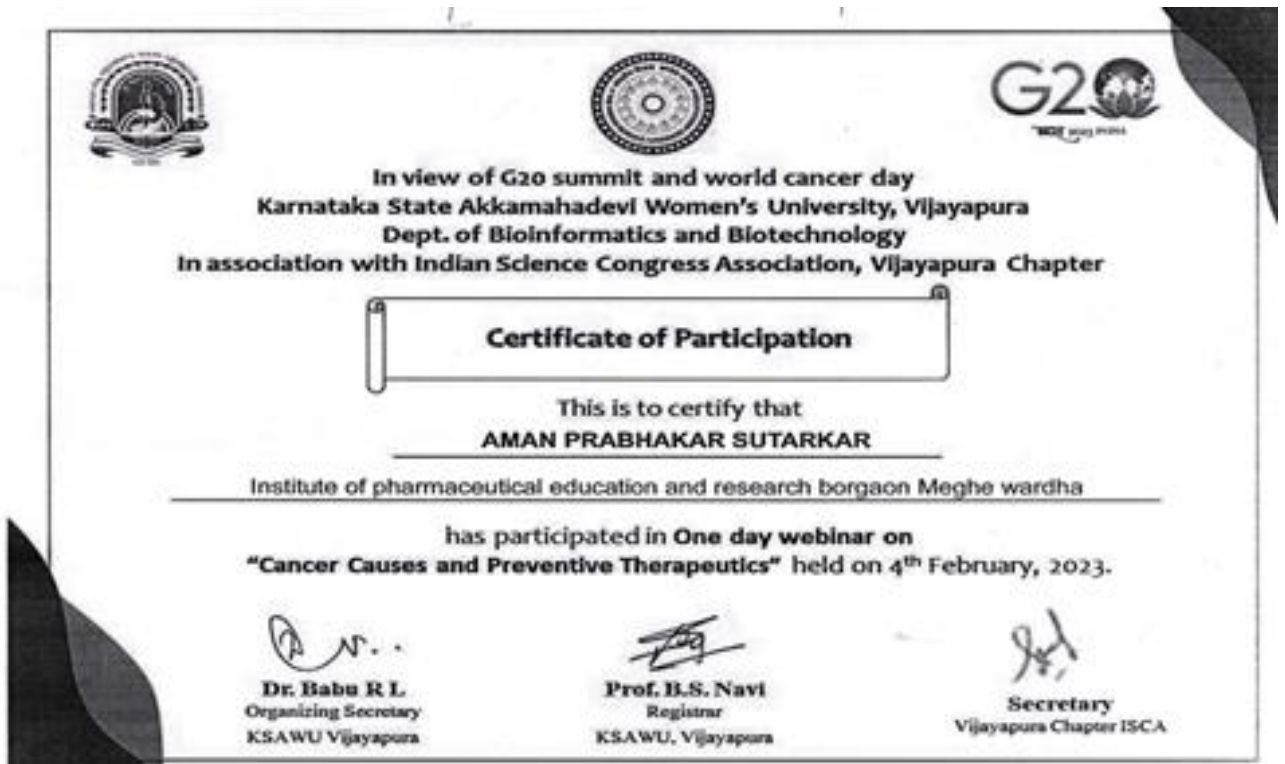 G20
भारत 2023 INDIA
In view of G20 summit and world cancer day
Karnataka State Akkamahadevi Women's University, Vijayapura
Dept. of Bioinformatics and Biotechnology
In association with Indian Science Congress Association, Vijayapura Chapter
Certificate of Participation
This is to certify that
AMAN PRABHAKAR SUTARKAR
Institute of pharmaceutical education and research borgaon Meghe wardha
has participated in One day webinar on
"Cancer Causes and Preventive Therapeutics" held on 4th February, 2023.
Dr. Babu R L
Organizing Secretary
KSAWU Vijayapura
Prof. B.S. Navi
Registrar
KSAWU, Vijayapura
Secretary
Vijayapura Chapter ISCA